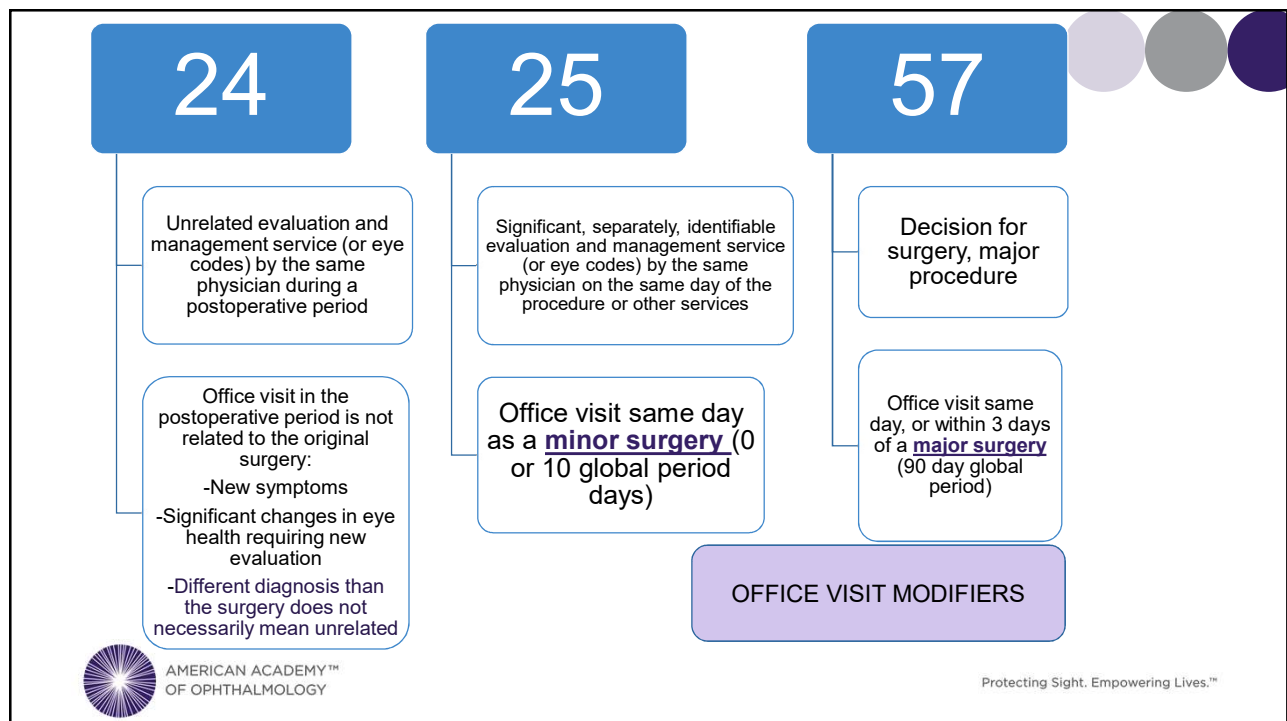 24
Unrelated evaluation and
management service (or eye
codes) by the same
physician during a
postoperative period
Office visit in the
postoperative period is not
related to the original
surgery:
-New symptoms
-Significant changes in eye
health requiring new
evaluation
-Different diagnosis than
the surgery does not
necessarily mean unrelated
25
Significant, separately, identifiable
evaluation and management service
(or eye codes) by the same
physician on the same day of the
procedure or other services
Office visit same day
as a minor surgery (0
or 10 global period
days)
57
Decision for
surgery, major
procedure
Office visit same
day, or within 3 days
of a major surgery
(90 day global
period)
OFFICE VISIT MODIFIERS
AMERICAN ACADEMY™
OF OPHTHALMOLOGY
Protecting Sight. Empowering Lives.™